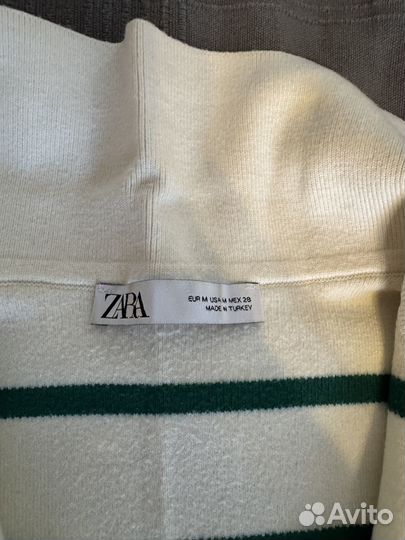 ZARA
EUR M USA M MEX 28
MADE IN TURKEY
Avito